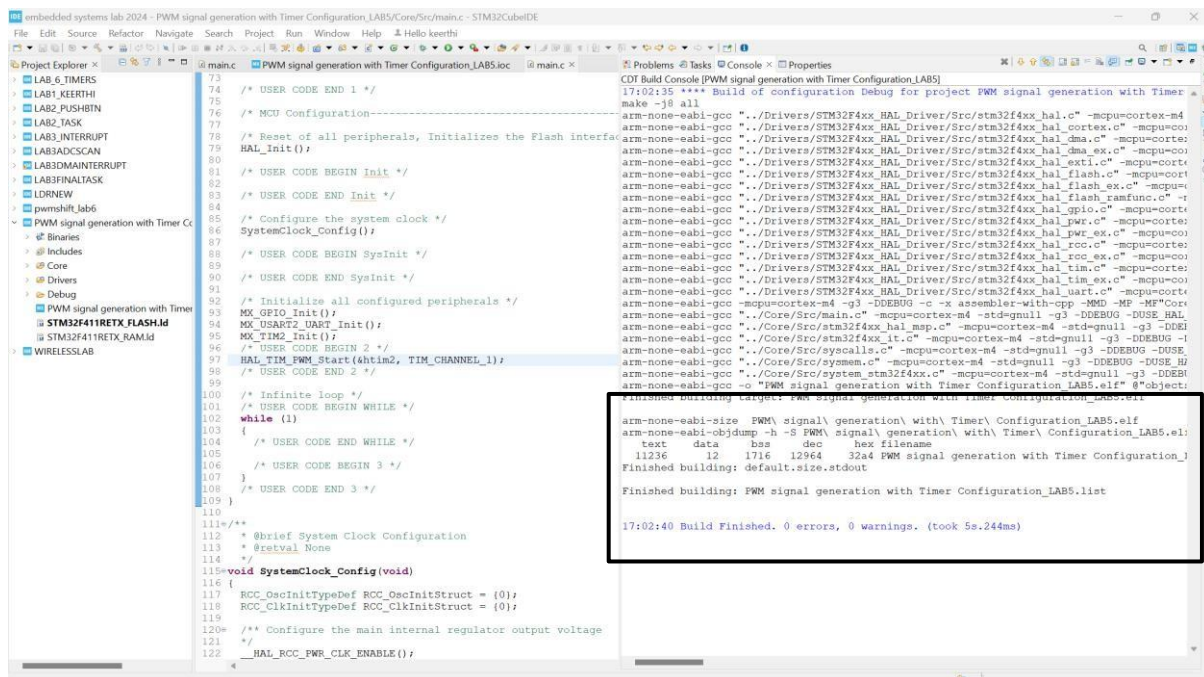 IDE embedded systems lab 2024 - PWM signal generation with Timer Configuration_LAB5/Core/Src/main.c - STM32CubeIDE
File Edit Source Refactor Navigate Search Project Run Window Help Hello keerthi
Project Explorer
LAB_6_TIMERS
LAB1_KEERTHI
LAB2_PUSHBTN
LAB2_TASK
LAB3_INTERRUPT
LAB3ADCSCAN
LAB3DMAINTERRUPT
LAB3FINALTASK
LDRNEW
pwmshift_lab6
PWM signal generation with Timer Cc
Binaries
Includes
Core
Drivers
Debug
PWM signal generation with Timer
STM32F411RETX_FLASH.ld
STM32F411RETX_RAM.ld
WIRELESSLAB
main.c PWM signal generation with Timer Configuration_LAB5.ioc main.c
73
74 /* USER CODE END 1 */
75
76 /* MCU Configuration--------------------------------
77
78 /* Reset of all peripherals, Initializes the Flash interfac
79 HAL_Init();
80
81 /* USER CODE BEGIN Init */
82
83 /* USER CODE END Init */
84
85 /* Configure the system clock */
86 SystemClock_Config();
87
88 /* USER CODE BEGIN SysInit */
89
90 /* USER CODE END SysInit */
91
92 /* Initialize all configured peripherals */
93 MX_GPIO_Init();
94 MX_USART2_UART_Init();
95 MX_TIM2_Init();
96 /* USER CODE BEGIN 2 */
97 HAL_TIM_PWM_Start(&htim2, TIM_CHANNEL_1);
98 /* USER CODE END 2 */
99
100 /* Infinite loop */
101 /* USER CODE BEGIN WHILE */
102 while (1)
103 {
104 /* USER CODE END WHILE */
105
106 /* USER CODE BEGIN 3 */
107 }
108 /* USER CODE END 3 */
109 }
110
111 /**
112 * @brief System Clock Configuration
113 * @retval None
114 */
115 void SystemClock_Config(void)
116 {
117 RCC_OscInitTypeDef RCC_OscInitStruct = {0};
118 RCC_ClkInitTypeDef RCC_ClkInitStruct = {0};
119
120 /** Configure the main internal regulator output voltage
121 */
122 __HAL_RCC_PWR_CLK_ENABLE();
Problems Tasks Console Properties
CDT Build Console [PWM signal generation with Timer Configuration_LAB5]
17:02:35 **** Build of configuration Debug for project PWM signal generation with Timer
make -j8 all
arm-none-eabi-gcc "../Drivers/STM32F4xx_HAL_Driver/Src/stm32f4xx_hal.c" -mcpu=cortex-m4
arm-none-eabi-gcc "../Drivers/STM32F4xx_HAL_Driver/Src/stm32f4xx_hal_cortex.c" -mcpu=cor
arm-none-eabi-gcc "../Drivers/STM32F4xx_HAL_Driver/Src/stm32f4xx_hal_dma.c" -mcpu=cortex
arm-none-eabi-gcc "../Drivers/STM32F4xx_HAL_Driver/Src/stm32f4xx_hal_dma_ex.c" -mcpu=cor
arm-none-eabi-gcc "../Drivers/STM32F4xx_HAL_Driver/Src/stm32f4xx_hal_exti.c" -mcpu=corte
arm-none-eabi-gcc "../Drivers/STM32F4xx_HAL_Driver/Src/stm32f4xx_hal_flash.c" -mcpu=cort
arm-none-eabi-gcc "../Drivers/STM32F4xx_HAL_Driver/Src/stm32f4xx_hal_flash_ex.c" -mcpu=c
arm-none-eabi-gcc "../Drivers/STM32F4xx_HAL_Driver/Src/stm32f4xx_hal_flash_ramfunc.c" -m
arm-none-eabi-gcc "../Drivers/STM32F4xx_HAL_Driver/Src/stm32f4xx_hal_gpio.c" -mcpu=corte
arm-none-eabi-gcc "../Drivers/STM32F4xx_HAL_Driver/Src/stm32f4xx_hal_pwr.c" -mcpu=cortex
arm-none-eabi-gcc "../Drivers/STM32F4xx_HAL_Driver/Src/stm32f4xx_hal_pwr_ex.c" -mcpu=cor
arm-none-eabi-gcc "../Drivers/STM32F4xx_HAL_Driver/Src/stm32f4xx_hal_rcc.c" -mcpu=cortex
arm-none-eabi-gcc "../Drivers/STM32F4xx_HAL_Driver/Src/stm32f4xx_hal_rcc_ex.c" -mcpu=cor
arm-none-eabi-gcc "../Drivers/STM32F4xx_HAL_Driver/Src/stm32f4xx_hal_tim.c" -mcpu=cortex
arm-none-eabi-gcc "../Drivers/STM32F4xx_HAL_Driver/Src/stm32f4xx_hal_tim_ex.c" -mcpu=cor
arm-none-eabi-gcc "../Drivers/STM32F4xx_HAL_Driver/Src/stm32f4xx_hal_uart.c" -mcpu=corte
arm-none-eabi-gcc -mcpu=cortex-m4 -g3 -DDEBUG -c -x assembler-with-cpp -MMD -MP -MF"Core
arm-none-eabi-gcc "../Core/Src/main.c" -mcpu=cortex-m4 -std=gnu11 -g3 -DDEBUG -DUSE_HAL_
arm-none-eabi-gcc "../Core/Src/stm32f4xx_hal_msp.c" -mcpu=cortex-m4 -std=gnu11 -g3 -DDEB
arm-none-eabi-gcc "../Core/Src/stm32f4xx_it.c" -mcpu=cortex-m4 -std=gnu11 -g3 -DDEBUG -D
arm-none-eabi-gcc "../Core/Src/syscalls.c" -mcpu=cortex-m4 -std=gnu11 -g3 -DDEBUG -DUSE_
arm-none-eabi-gcc "../Core/Src/sysmem.c" -mcpu=cortex-m4 -std=gnu11 -g3 -DDEBUG -DUSE_HA
arm-none-eabi-gcc "../Core/Src/system_stm32f4xx.c" -mcpu=cortex-m4 -std=gnu11 -g3 -DDEBU
arm-none-eabi-gcc -o "PWM signal generation with Timer Configuration_LAB5.elf" @"objects
Finished building target: PWM signal generation with Timer Configuration_LAB5.elf

arm-none-eabi-size PWM\ signal\ generation\ with\ Timer\ Configuration_LAB5.elf
arm-none-eabi-objdump -h -S PWM\ signal\ generation\ with\ Timer\ Configuration_LAB5.el
text data bss dec hex filename
11236 12 1716 12964 32a4 PWM signal generation with Timer Configuration_
Finished building: default.size.stdout

Finished building: PWM signal generation with Timer Configuration_LAB5.list

17:02:40 Build Finished. 0 errors, 0 warnings. (took 5s.244ms)